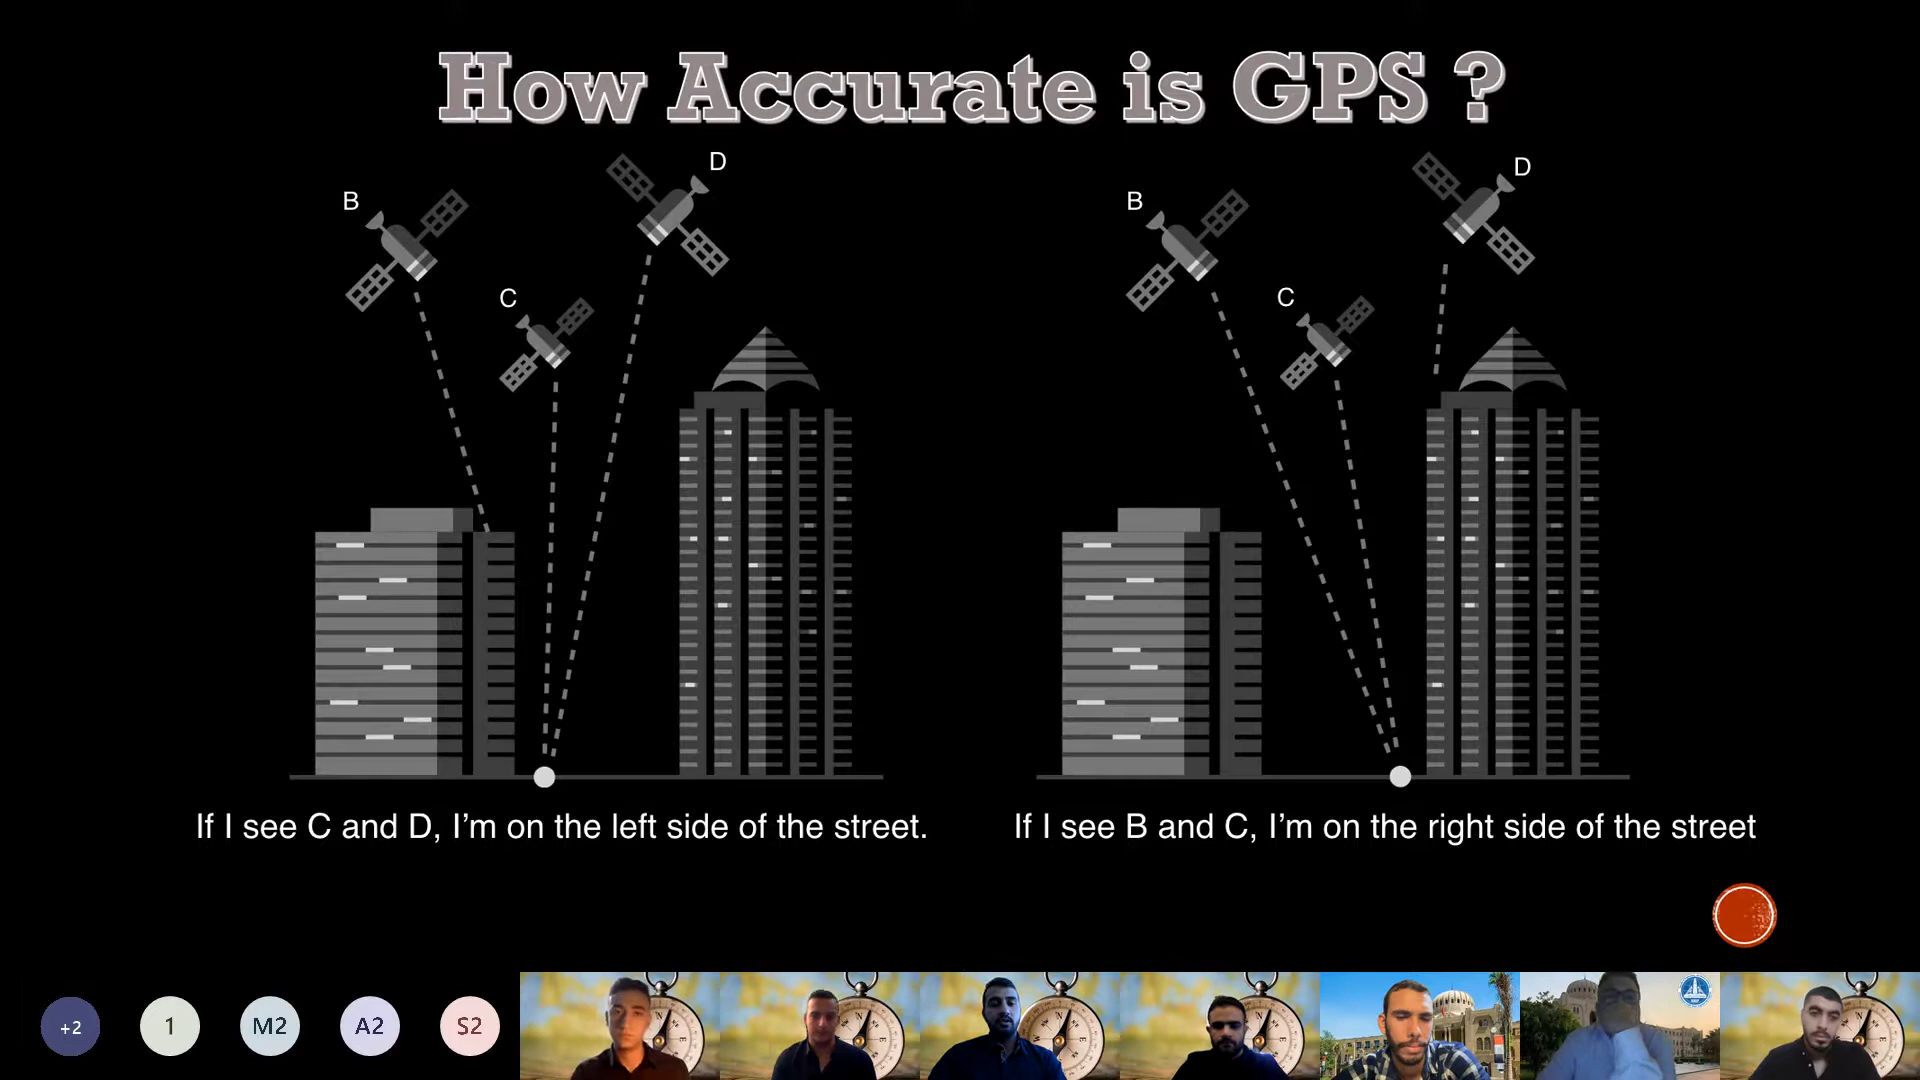 How Accurate is GPS ?
B
C
D
B
C
D
If I see C and D, I'm on the left side of the street.
If I see B and C, I'm on the right side of the street
+2
1
M2
A2
S2